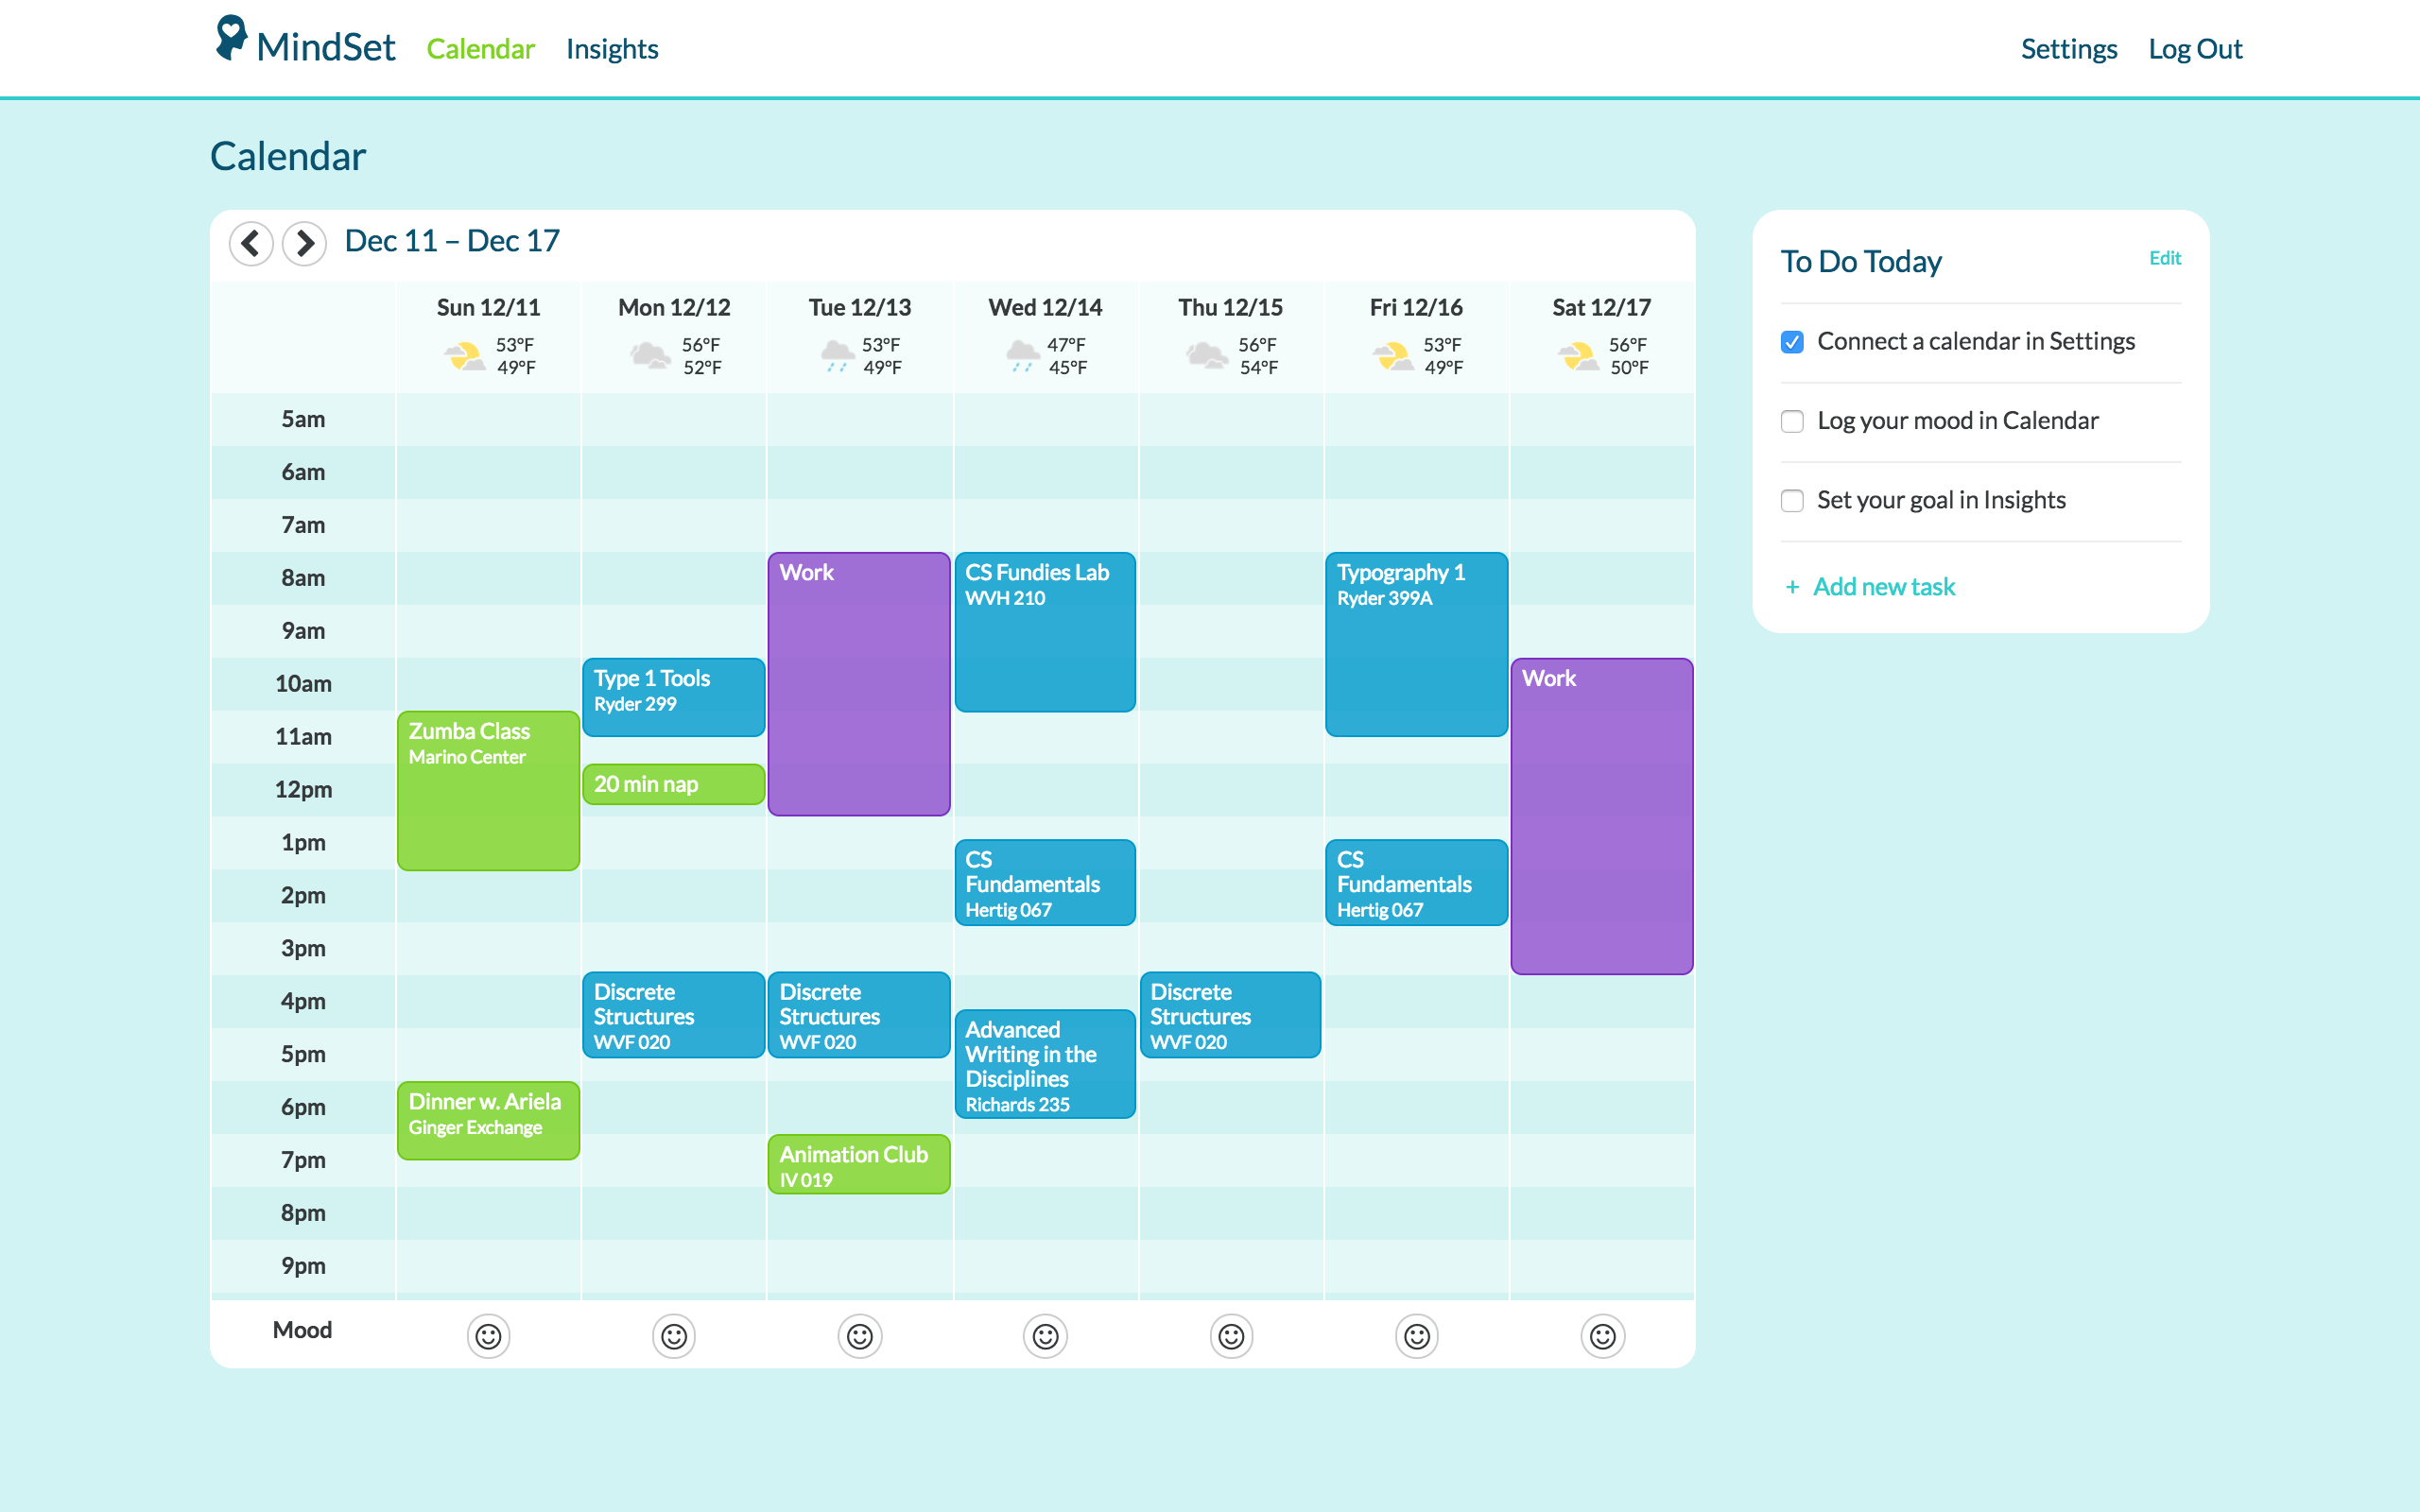 MindSet Calendar Insights Settings Log Out
Calendar
Dec 11 – Dec 17
Sun 12/11 Mon 12/12 Tue 12/13 Wed 12/14 Thu 12/15 Fri 12/16 Sat 12/17
53°F 56°F 53°F 47°F 56°F 53°F 56°F
49°F 52°F 49°F 45°F 54°F 49°F 50°F
5am
6am
7am
8am
9am
10am
11am
12pm
1pm
2pm
3pm
4pm
5pm
6pm
7pm
8pm
9pm
Zumba Class
Marino Center
Dinner w. Ariela
Ginger Exchange
Type 1 Tools
Ryder 299
20 min nap
Discrete
Structures
WVF 020
Work
Discrete
Structures
WVF 020
Animation Club
IV 019
CS Fundies Lab
WVH 210
CS
Fundamentals
Hertig 067
Advanced
Writing in the
Disciplines
Richards 235
Discrete
Structures
WVF 020
Typography 1
Ryder 399A
CS
Fundamentals
Hertig 067
Work
Mood
To Do Today Edit
Connect a calendar in Settings
Log your mood in Calendar
Set your goal in Insights
+ Add new task